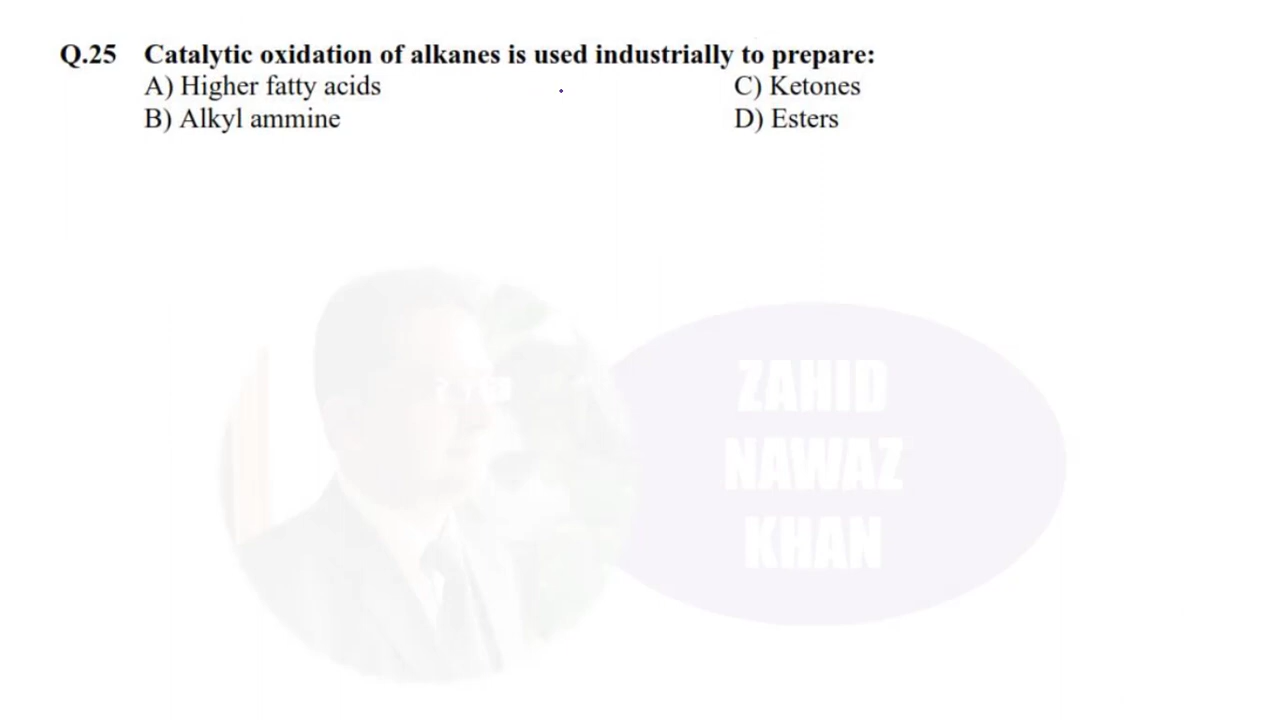 Q.25 Catalytic oxidation of alkanes is used industrially to prepare:
A) Higher fatty acids C) Ketones
B) Alkyl ammine D) Esters
ZAHID
NAWAZ
KHAN